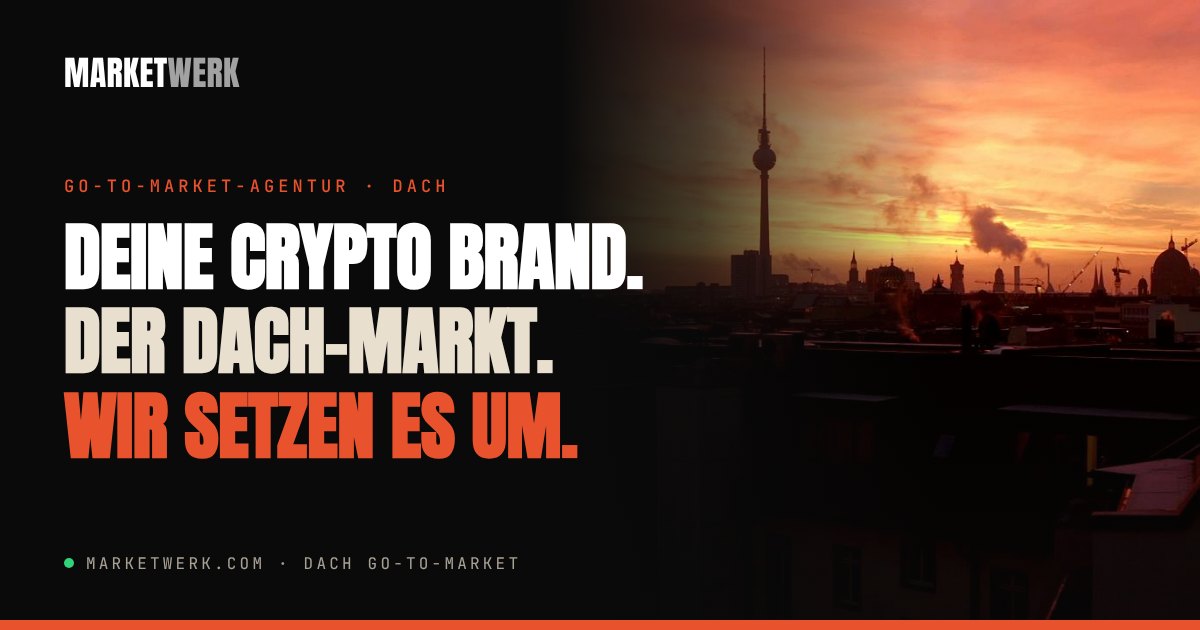 MARKETWERK
GO-TO-MARKET-AGENTUR · DACH
DEINE CRYPTO BRAND.
DER DACH-MARKT.
WIR SETZEN ES UM.
MARKETWERK.COM · DACH GO-TO-MARKET